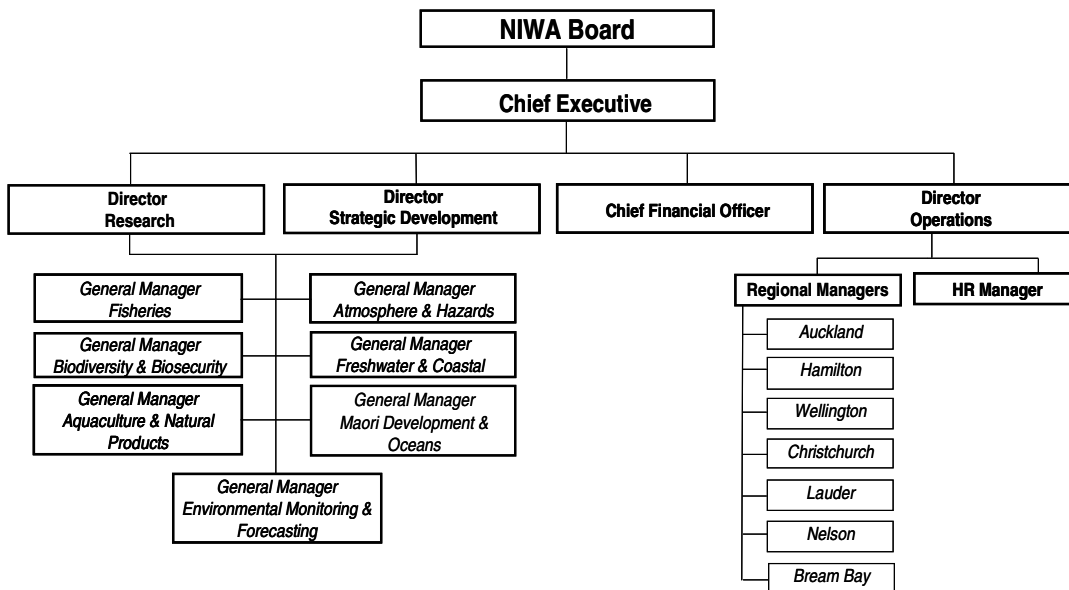 NIWA Board
Chief Executive
Director
Research
Director
Strategic Development
Chief Financial Officer
Director
Operations
General Manager
Fisheries
General Manager
Atmosphere & Hazards
General Manager
Biodiversity & Biosecurity
General Manager
Freshwater & Coastal
General Manager
Aquaculture & Natural
Products
General Manager
Maori Development &
Oceans
General Manager
Environmental Monitoring &
Forecasting
Regional Managers
HR Manager
Auckland
Hamilton
Wellington
Christchurch
Lauder
Nelson
Bream Bay